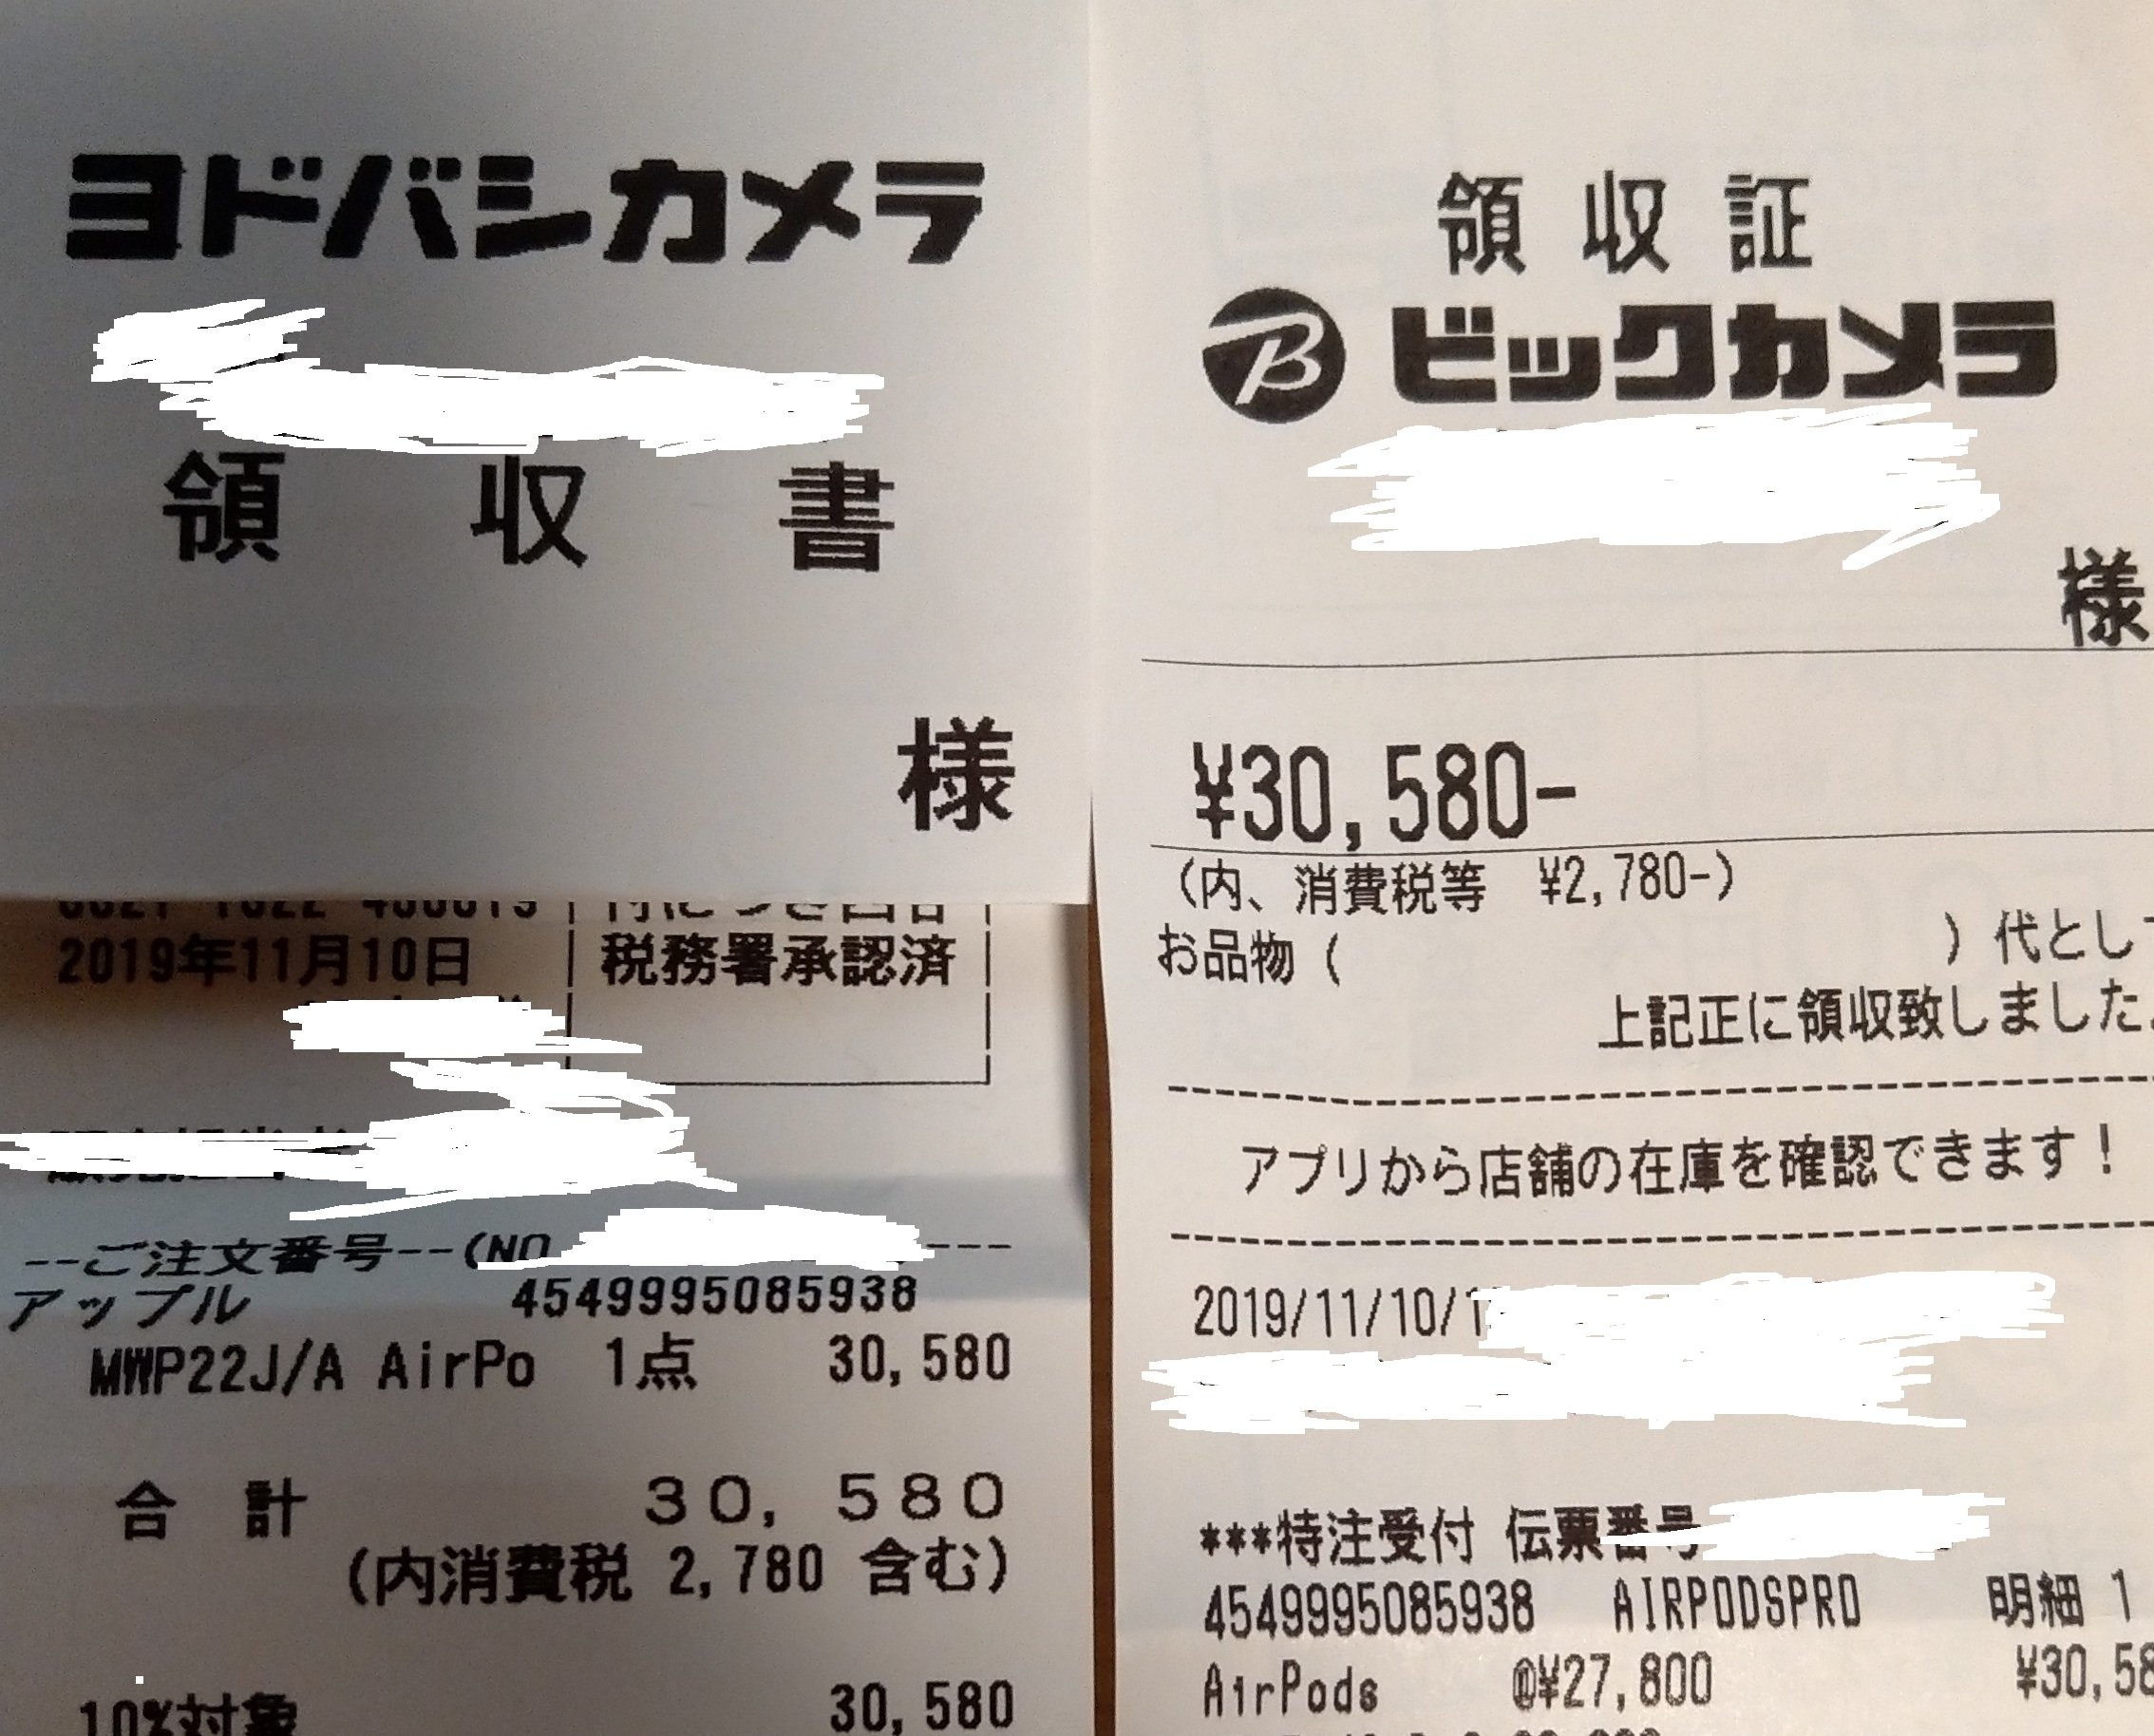 ヨドバシカメラ
領 収 書
様
2019年11月10日
税務署承認済
--ご注文番号--(NO
アップル 4549995085938
MWP22J/A AirPo 1点 30,580
合 計 30,580
(内消費税 2,780 含む)
10%対象 30,580
領 収 証
ビックカメラ
様
¥30,580-
(内、消費税等 ¥2,780-)
お品物 ( ) 代とし
上記正に領収致しました
アプリから店舗の在庫を確認できます!
2019/11/10/1
***特注受付 伝票番号
4549995085938 AIRPODSPRO 明細 1
AirPods @¥27,800 ¥30,58